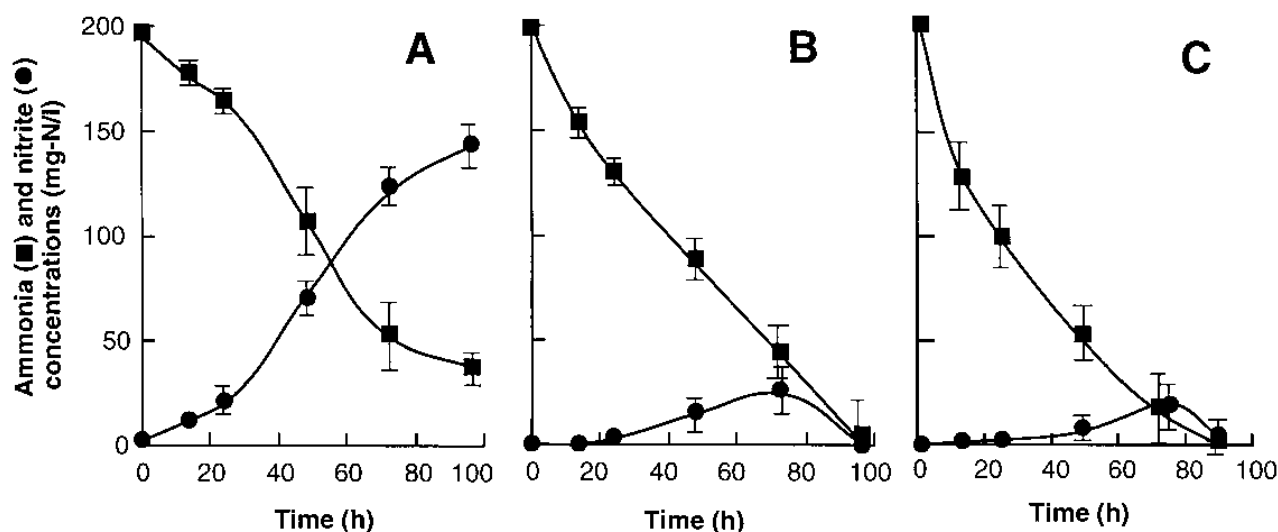 Ammonia (■) and nitrite (●)
concentrations (mg-N/l)
200
150
100
50
0
A
0 20 40 60 80 100
Time (h)
B
0 20 40 60 80 100
Time (h)
C
0 20 40 60 80 100
Time (h)